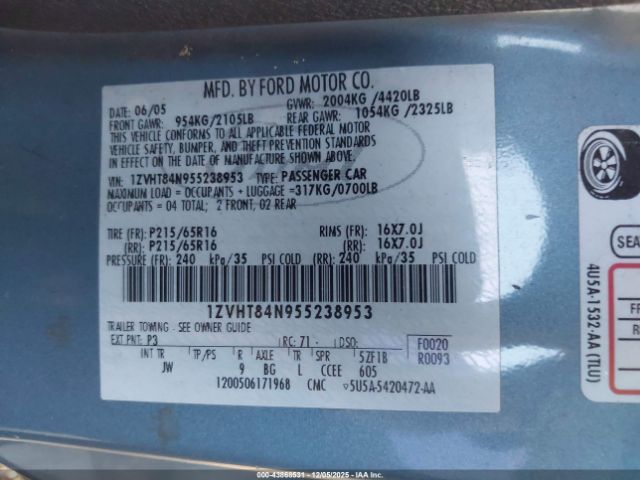 MFD. BY FORD MOTOR CO.
DATE: 06/05 GVWR: 2004KG /4420LB
FRONT GAWR: 954KG/2105LB REAR GAWR: 1054KG /2325LB
THIS VEHICLE CONFORMS TO ALL APPLICABLE FEDERAL MOTOR
VEHICLE SAFETY, BUMPER, AND THEFT PREVENTION STANDARDS
IN EFFECT ON THE DATE OF MANUFACTURE SHOWN ABOVE.
VIN: 1ZVHT84N955238953 TYPE: PASSENGER CAR
MAXIMUM LOAD = OCCUPANTS + LUGGAGE =317KG/0700LB
OCCUPANTS = 04 TOTAL; 2 FRONT, 02 REAR
TIRE (FR): P215/65R16 RIMS (FR): 16X7.0J
(RR): P215/65R16 (RR): 16X7.0J
PRESSURE (FR): 240 kPa/35 PSI COLD (RR): 240 kPa/35 PSI COLD
1ZVHT84N955238953
TRAILER TOWING - SEE OWNER GUIDE
EXT PNT: P3 RC: 71 DSO: F0020
INT TR TP/PS R AXLE TR SPR 5ZF1B R0093
JW 9 BG L CCEE 605
1200506171968 CMC ▽5U5A-5420472-AA
SEA
4U5A-1532-AA (TLU)
STOCK: 43868531 - 12/05/2025 - IAA INC.